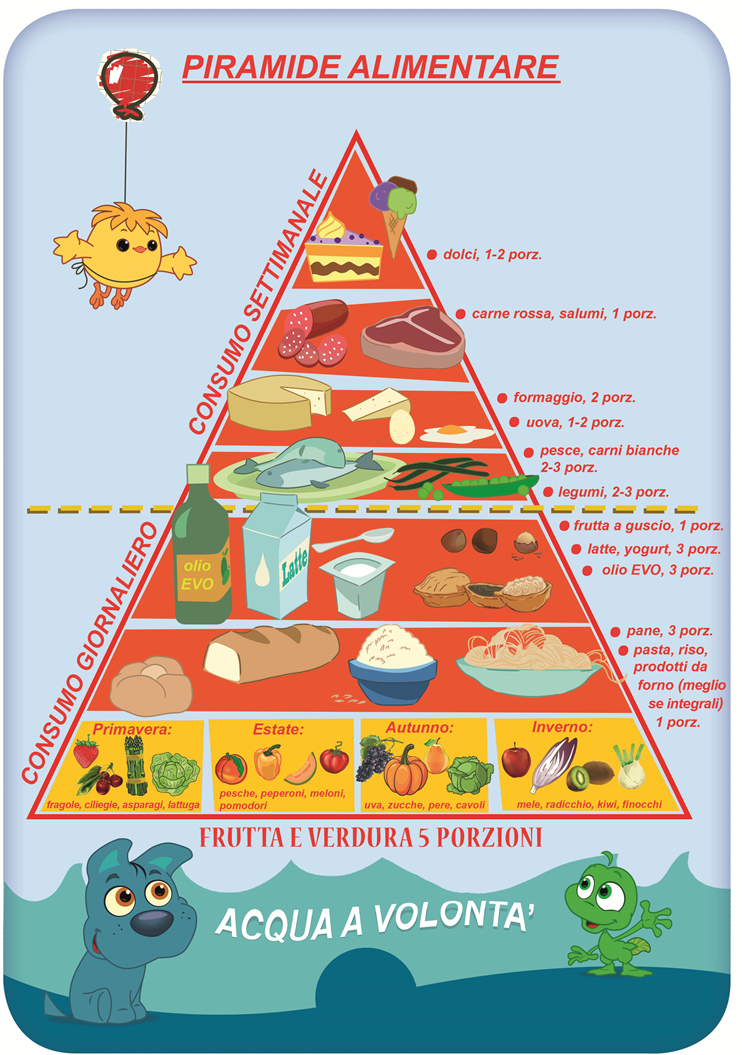 PIRAMIDE ALIMENTARE
CONSUMO SETTIMANALE
dolci, 1-2 porz.
carne rossa, salumi, 1 porz.
formaggio, 2 porz.
uova, 1-2 porz.
pesce, carni bianche
2-3 porz.
legumi, 2-3 porz.
CONSUMO GIORNALIERO
frutta a guscio, 1 porz.
latte, yogurt, 3 porz.
olio EVO, 3 porz.
olio
EVO
Latte
pane, 3 porz.
pasta, riso,
prodotti da
forno (meglio
se integrali)
1 porz.
Primavera:
fragole, ciliegie, asparagi, lattuga
Estate:
pesche, peperoni, meloni,
pomodori
Autunno:
uva, zucche, pere, cavoli
Inverno:
mele, radicchio, kiwi, finocchi
FRUTTA E VERDURA 5 PORZIONI
ACQUA A VOLONTA'